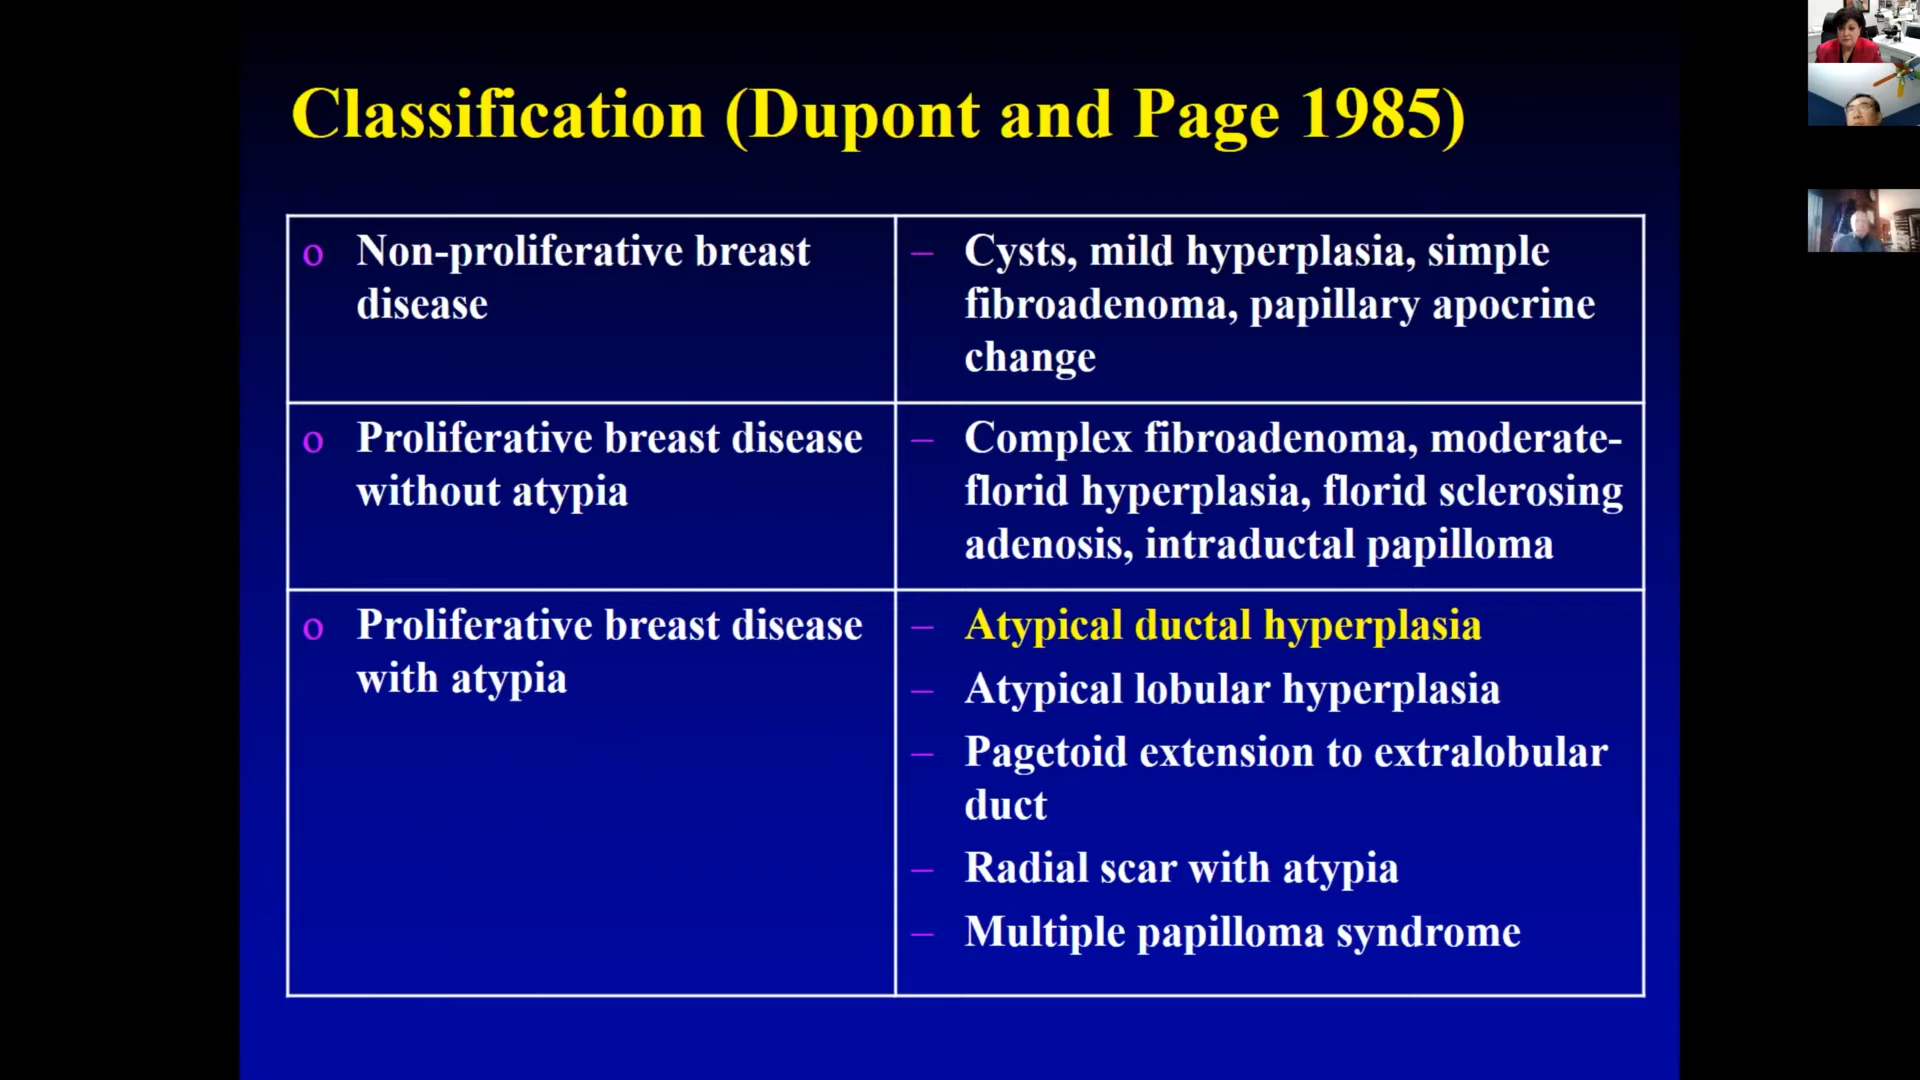 Classification (Dupont and Page 1985)
o Non-proliferative breast
disease
– Cysts, mild hyperplasia, simple
fibroadenoma, papillary apocrine
change
o Proliferative breast disease
without atypia
– Complex fibroadenoma, moderate-
florid hyperplasia, florid sclerosing
adenosis, intraductal papilloma
o Proliferative breast disease
with atypia
– Atypical ductal hyperplasia
– Atypical lobular hyperplasia
– Pagetoid extension to extralobular
duct
– Radial scar with atypia
– Multiple papilloma syndrome